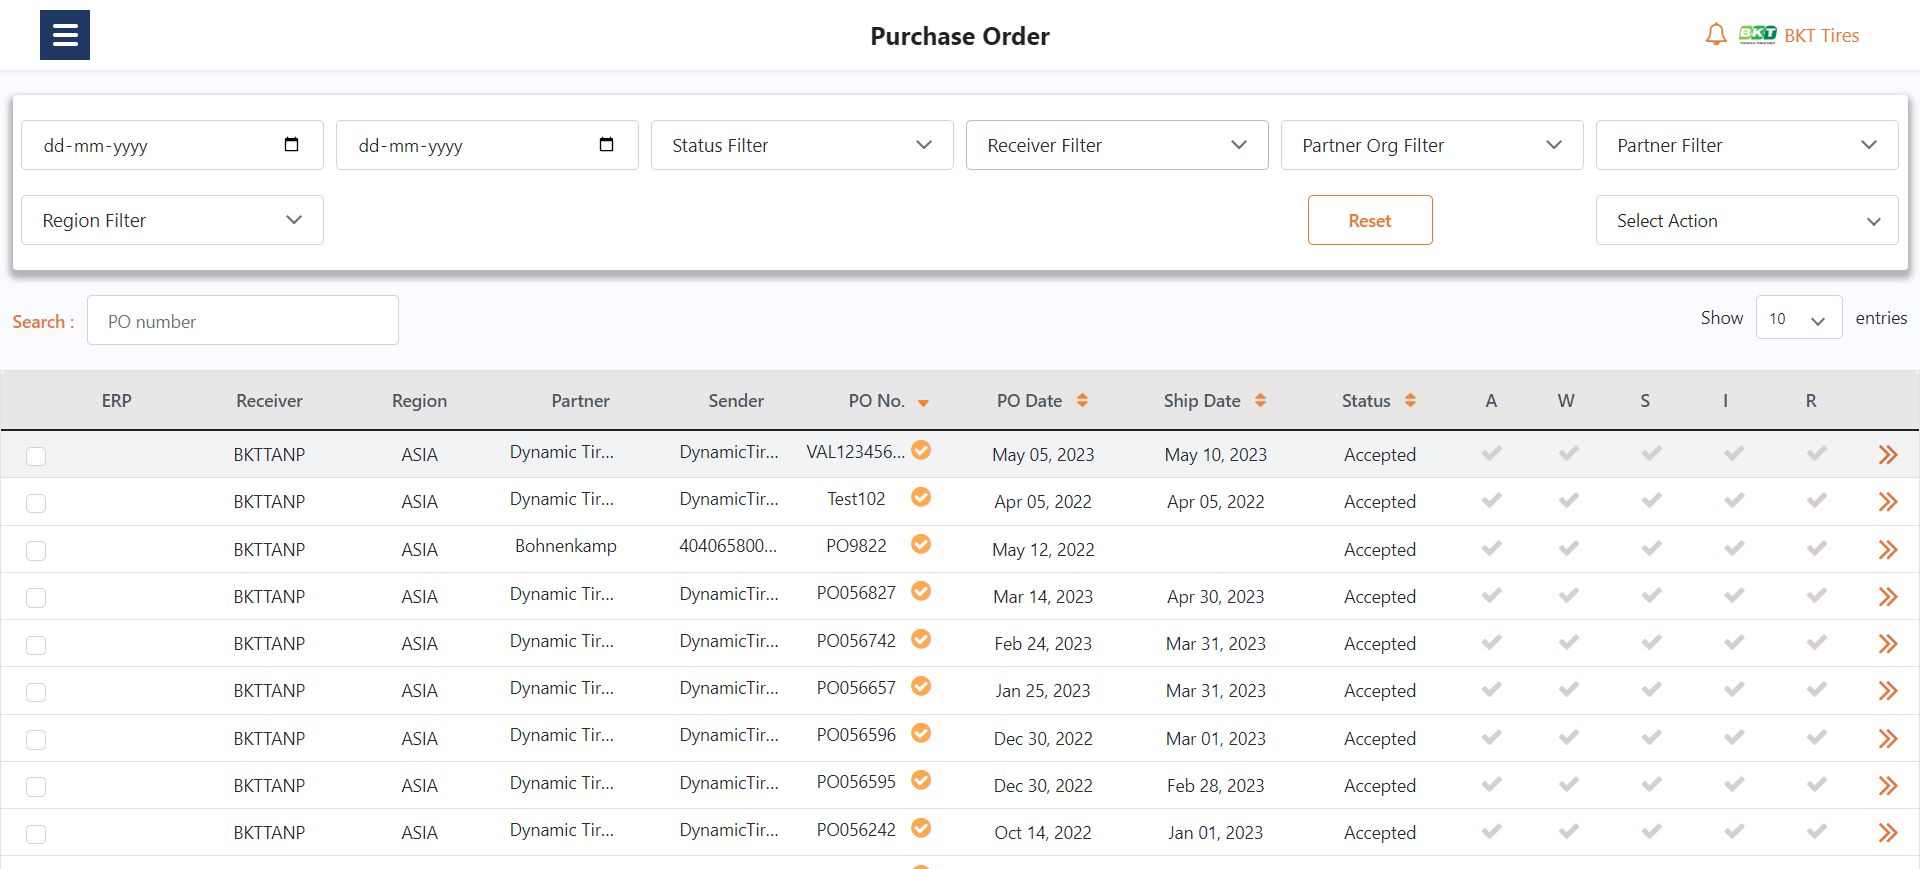 Purchase Order
BKT BKT Tires
dd-mm-yyyy dd-mm-yyyy Status Filter Receiver Filter Partner Org Filter Partner Filter
Region Filter Reset Select Action
Search : PO number Show 10 entries
ERP Receiver Region Partner Sender PO No. PO Date Ship Date Status A W S I R
BKTTANP ASIA Dynamic Tir... DynamicTir... VAL123456... May 05, 2023 May 10, 2023 Accepted
BKTTANP ASIA Dynamic Tir... DynamicTir... Test102 Apr 05, 2022 Apr 05, 2022 Accepted
BKTTANP ASIA Bohnenkamp 404065800... PO9822 May 12, 2022 Accepted
BKTTANP ASIA Dynamic Tir... DynamicTir... PO056827 Mar 14, 2023 Apr 30, 2023 Accepted
BKTTANP ASIA Dynamic Tir... DynamicTir... PO056742 Feb 24, 2023 Mar 31, 2023 Accepted
BKTTANP ASIA Dynamic Tir... DynamicTir... PO056657 Jan 25, 2023 Mar 31, 2023 Accepted
BKTTANP ASIA Dynamic Tir... DynamicTir... PO056596 Dec 30, 2022 Mar 01, 2023 Accepted
BKTTANP ASIA Dynamic Tir... DynamicTir... PO056595 Dec 30, 2022 Feb 28, 2023 Accepted
BKTTANP ASIA Dynamic Tir... DynamicTir... PO056242 Oct 14, 2022 Jan 01, 2023 Accepted